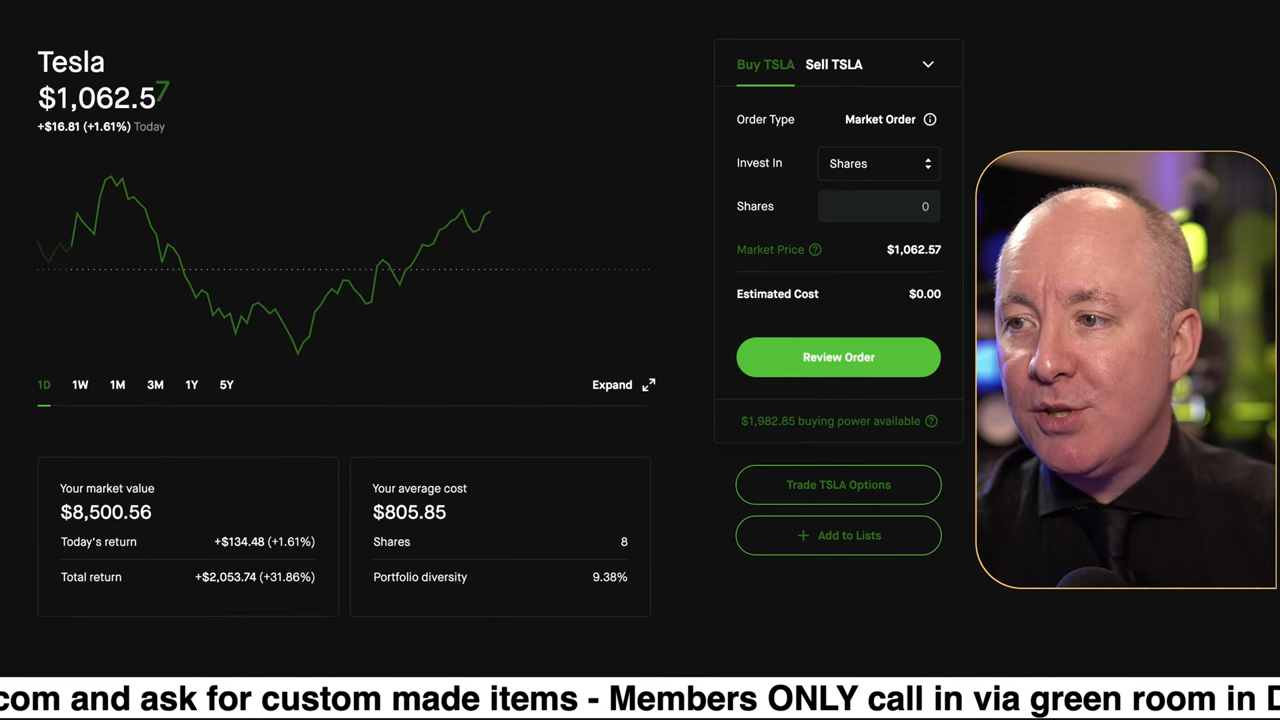 Tesla
$1,062.57
+$16.81 (+1.61%) Today
1D 1W 1M 3M 1Y 5Y
Expand
Your market value
$8,500.56
Today's return +$134.48 (+1.61%)
Total return +$2,053.74 (+31.86%)
Your average cost
$805.85
Shares 8
Portfolio diversity 9.38%
Buy TSLA Sell TSLA
Order Type Market Order
Invest In Shares
Shares 0
Market Price $1,062.57
Estimated Cost $0.00
Review Order
$1,982.85 buying power available
Trade TSLA Options
+ Add to Lists
com and ask for custom made items - Members ONLY call in via green room in D